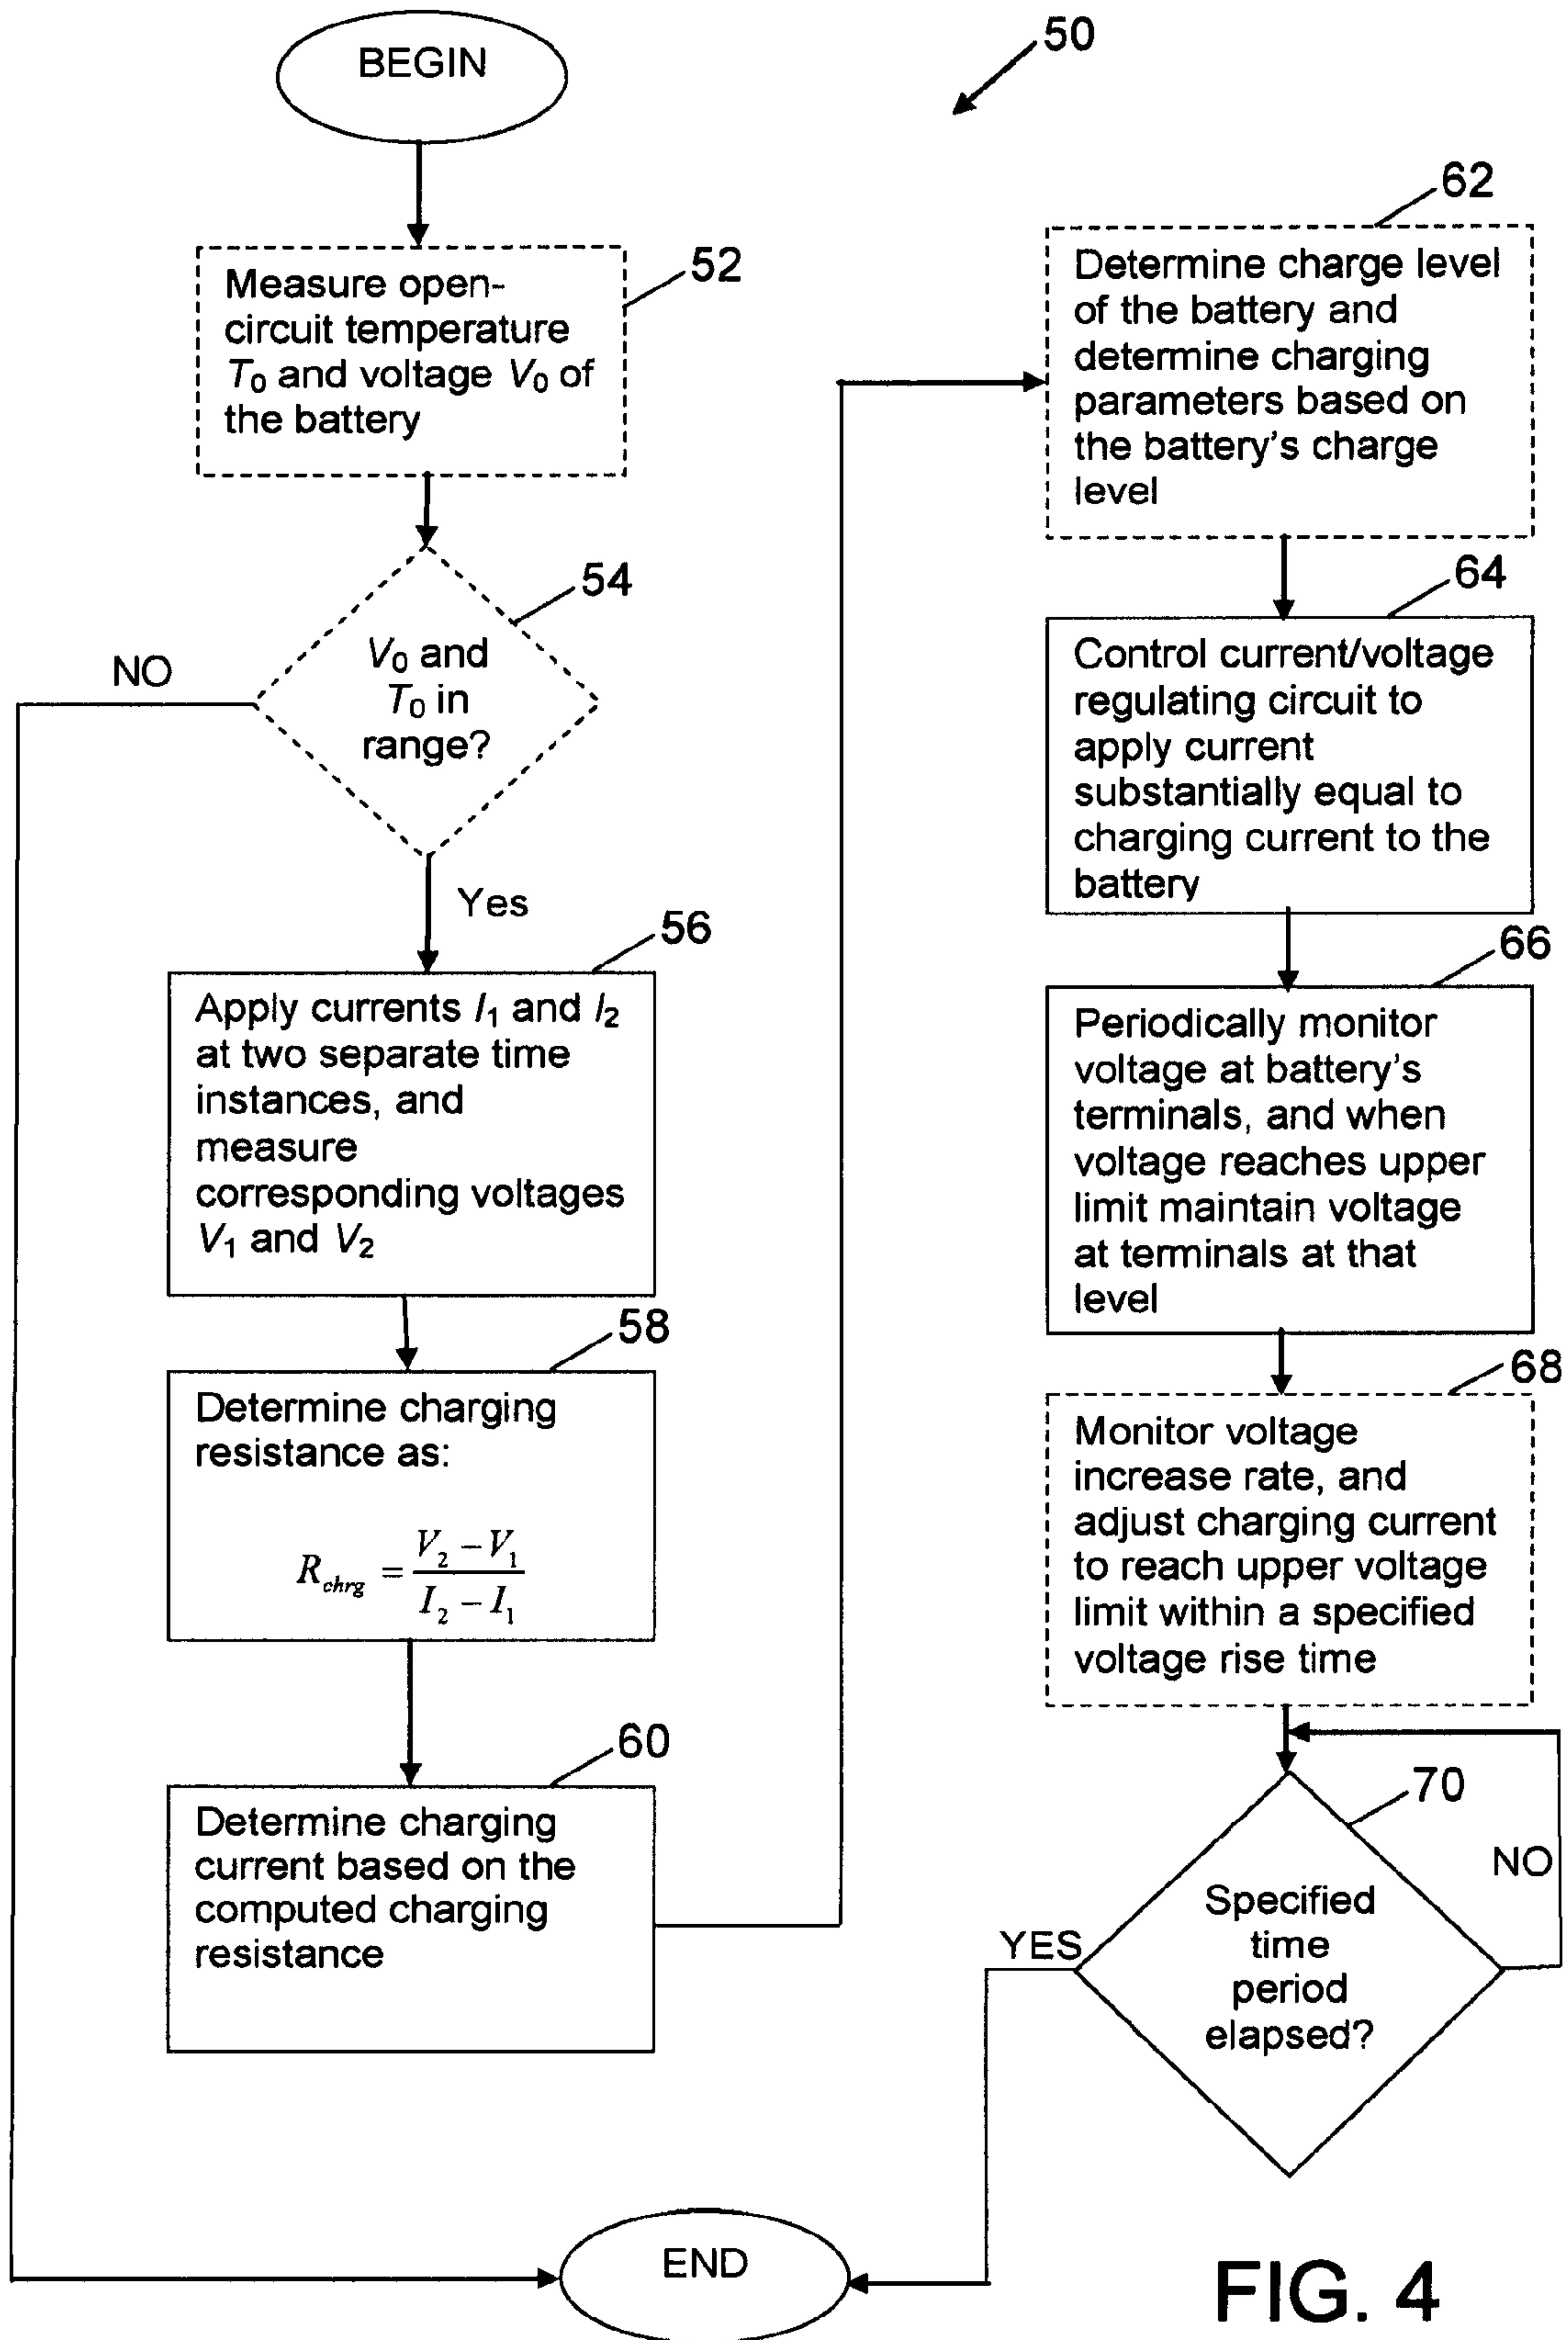 BEGIN
50
52
Measure open-
circuit temperature
T0 and voltage V0 of
the battery
54
V0 and
T0 in
range?
NO
Yes
56
Apply currents I1 and I2
at two separate time
instances, and
measure
corresponding voltages
V1 and V2
58
Determine charging
resistance as:
R_chrg = (V2 − V1) / (I2 − I1)
60
Determine charging
current based on the
computed charging
resistance
62
Determine charge level
of the battery and
determine charging
parameters based on
the battery's charge
level
64
Control current/voltage
regulating circuit to
apply current
substantially equal to
charging current to the
battery
66
Periodically monitor
voltage at battery's
terminals, and when
voltage reaches upper
limit maintain voltage
at terminals at that
level
68
Monitor voltage
increase rate, and
adjust charging current
to reach upper voltage
limit within a specified
voltage rise time
70
Specified
time
period
elapsed?
NO
YES
END
FIG. 4